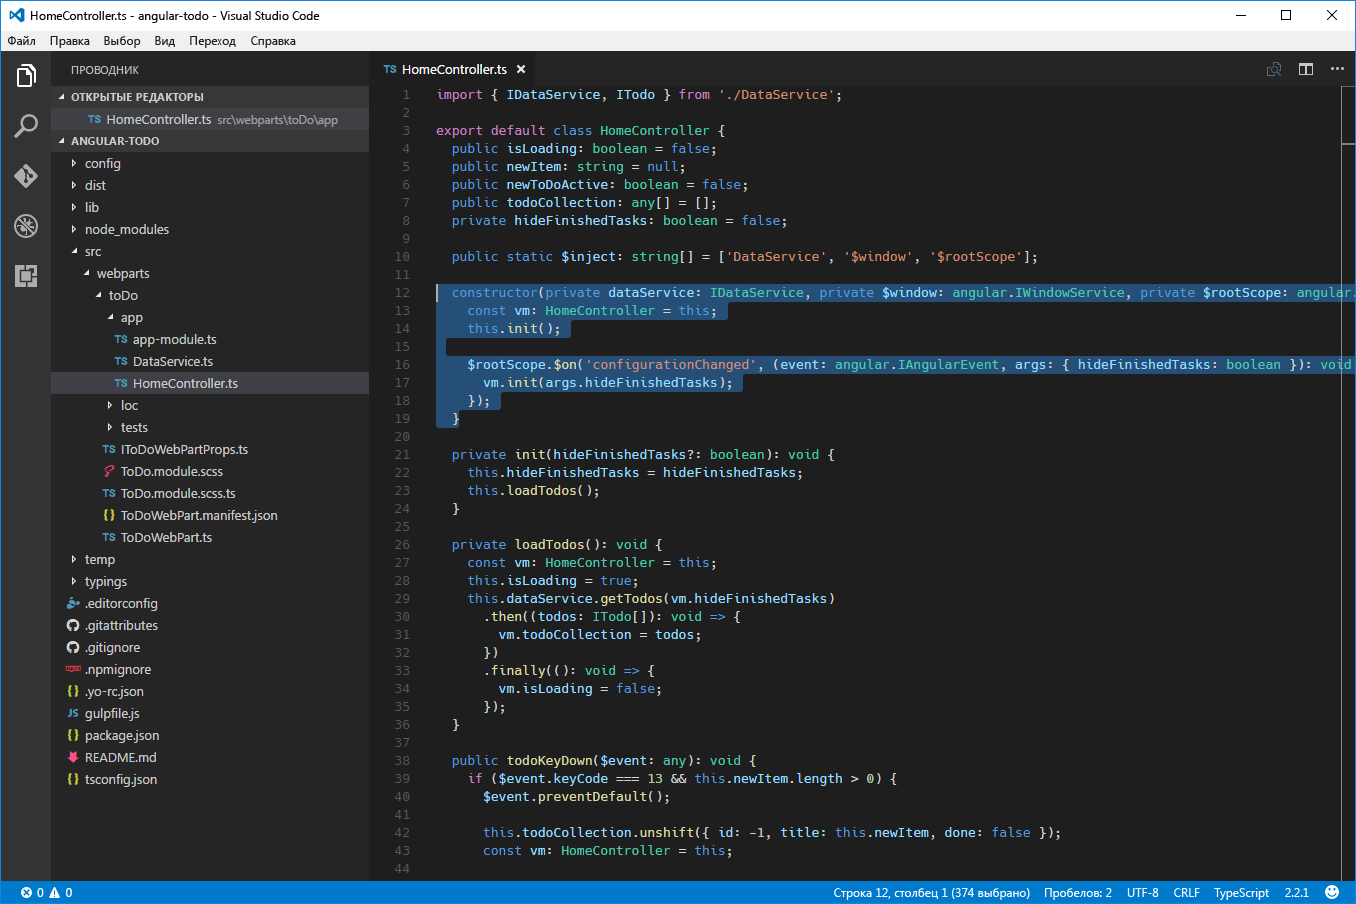 HomeController.ts - angular-todo - Visual Studio Code
Файл Правка Выбор Вид Переход Справка
ПРОВОДНИК
ОТКРЫТЫЕ РЕДАКТОРЫ
TS HomeController.ts src\webparts\toDo\app
ANGULAR-TODO
config
dist
lib
node_modules
src
webparts
toDo
app
TS app-module.ts
TS DataService.ts
TS HomeController.ts
loc
tests
TS IToDoWebPartProps.ts
ToDo.module.scss
TS ToDo.module.scss.ts
{} ToDoWebPart.manifest.json
TS ToDoWebPart.ts
temp
typings
.editorconfig
.gitattributes
.gitignore
npm .npmignore
{} .yo-rc.json
JS gulpfile.js
{} package.json
README.md
{} tsconfig.json
TS HomeController.ts
1 import { IDataService, ITodo } from './DataService';
2
3 export default class HomeController {
4 public isLoading: boolean = false;
5 public newItem: string = null;
6 public newToDoActive: boolean = false;
7 public todoCollection: any[] = [];
8 private hideFinishedTasks: boolean = false;
9
10 public static $inject: string[] = ['DataService', '$window', '$rootScope'];
11
12 constructor(private dataService: IDataService, private $window: angular.IWindowService, private $rootScope: angular.
13 const vm: HomeController = this;
14 this.init();
15
16 $rootScope.$on('configurationChanged', (event: angular.IAngularEvent, args: { hideFinishedTasks: boolean }): void
17 vm.init(args.hideFinishedTasks);
18 });
19 }
20
21 private init(hideFinishedTasks?: boolean): void {
22 this.hideFinishedTasks = hideFinishedTasks;
23 this.loadTodos();
24 }
25
26 private loadTodos(): void {
27 const vm: HomeController = this;
28 this.isLoading = true;
29 this.dataService.getTodos(vm.hideFinishedTasks)
30 .then((todos: ITodo[]): void => {
31 vm.todoCollection = todos;
32 })
33 .finally((): void => {
34 vm.isLoading = false;
35 });
36 }
37
38 public todoKeyDown($event: any): void {
39 if ($event.keyCode === 13 && this.newItem.length > 0) {
40 $event.preventDefault();
41
42 this.todoCollection.unshift({ id: -1, title: this.newItem, done: false });
43 const vm: HomeController = this;
44
0 0 Строка 12, столбец 1 (374 выбрано) Пробелов: 2 UTF-8 CRLF TypeScript 2.2.1